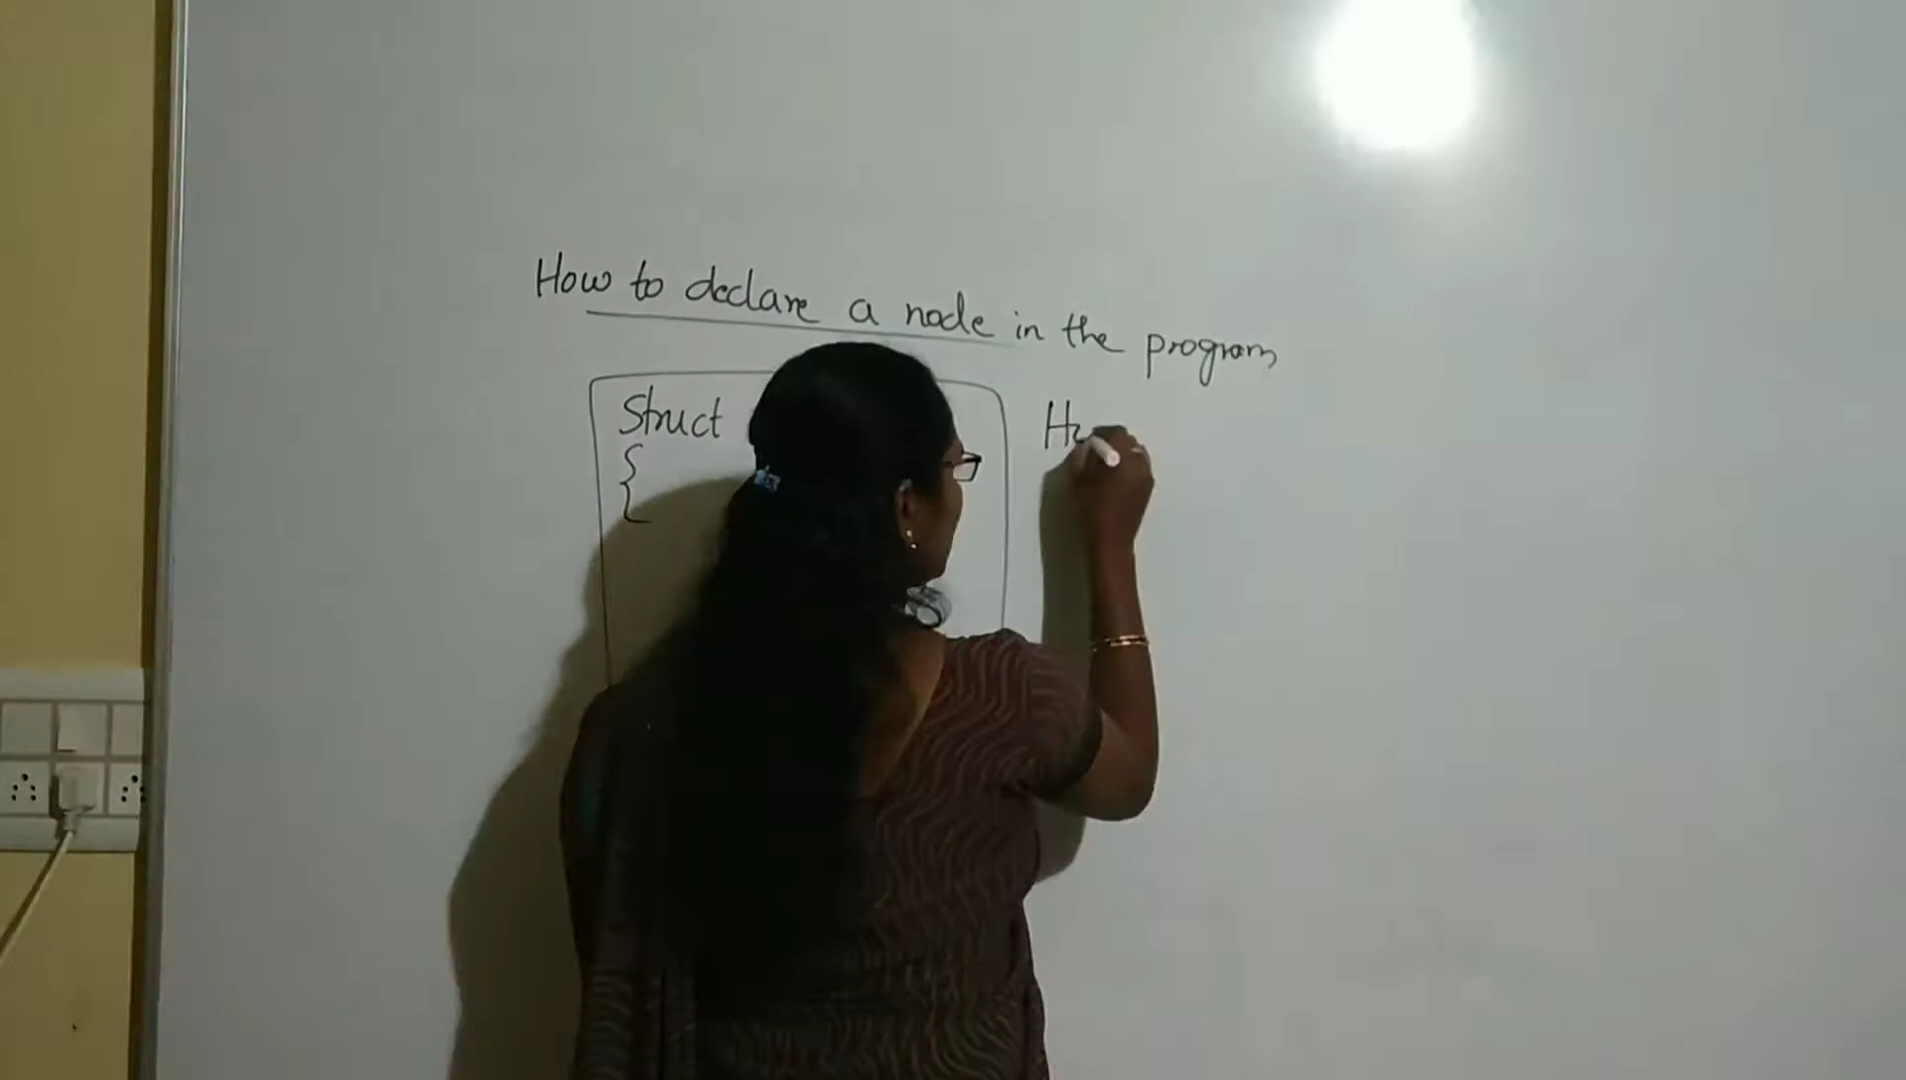 How to declare a node in the program
Struct
{